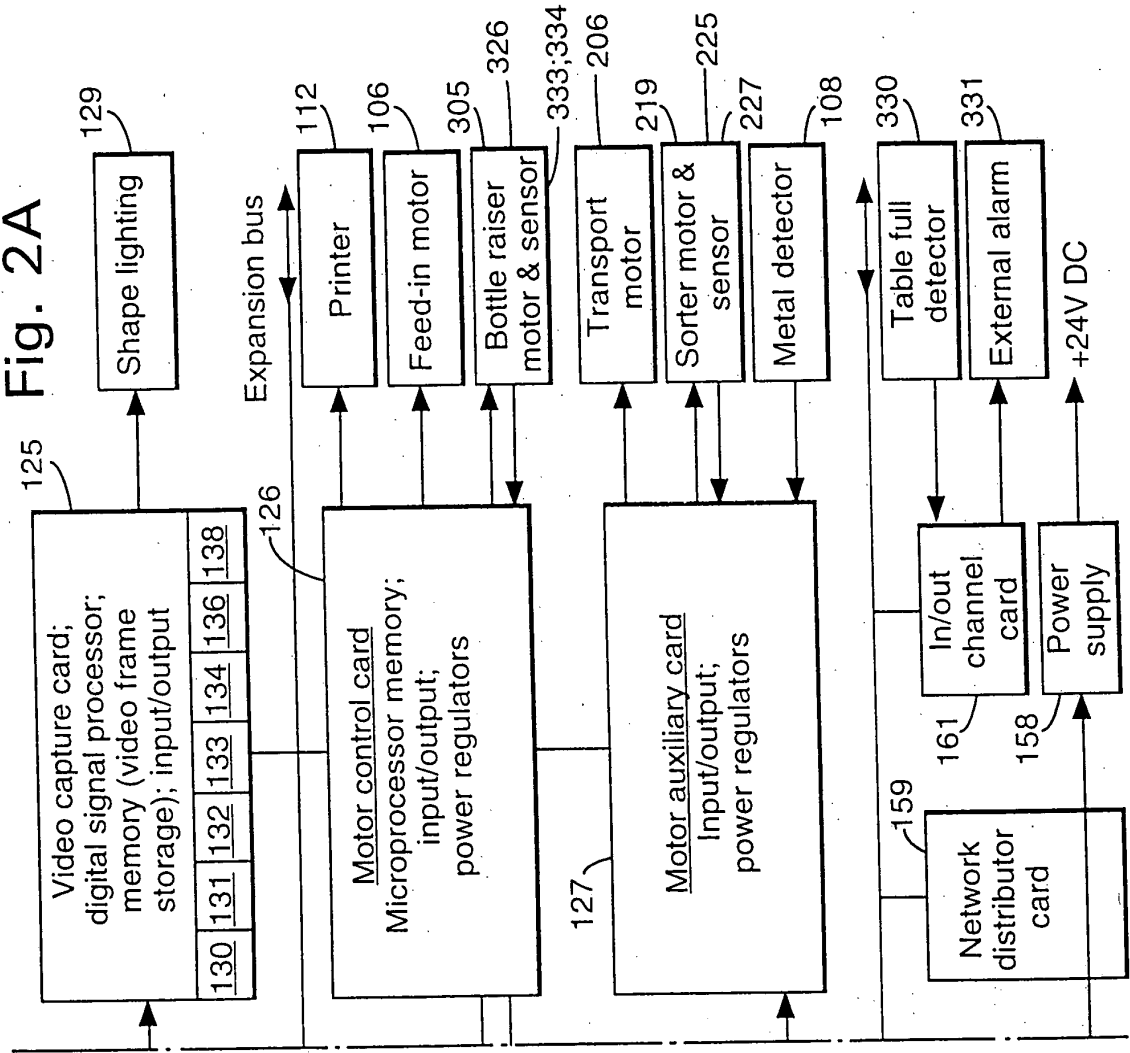 Fig. 2A
125
Video capture card;
digital signal processor;
memory (video frame
storage); input/output
130 131 132 133 134 136 138
129
Shape lighting
Expansion bus
126
Motor control card
Microprocessor memory;
input/output;
power regulators
112
Printer
106
Feed-in motor
305
326
333;334
Bottle raiser
motor & sensor
127
Motor auxiliary card
Input/output;
power regulators
206
Transport
motor
219
225
227
Sorter motor &
sensor
108
Metal detector
159
Network
distributor
card
161
In/out
channel
card
330
Table full
detector
331
External alarm
158
Power
supply
+24V DC